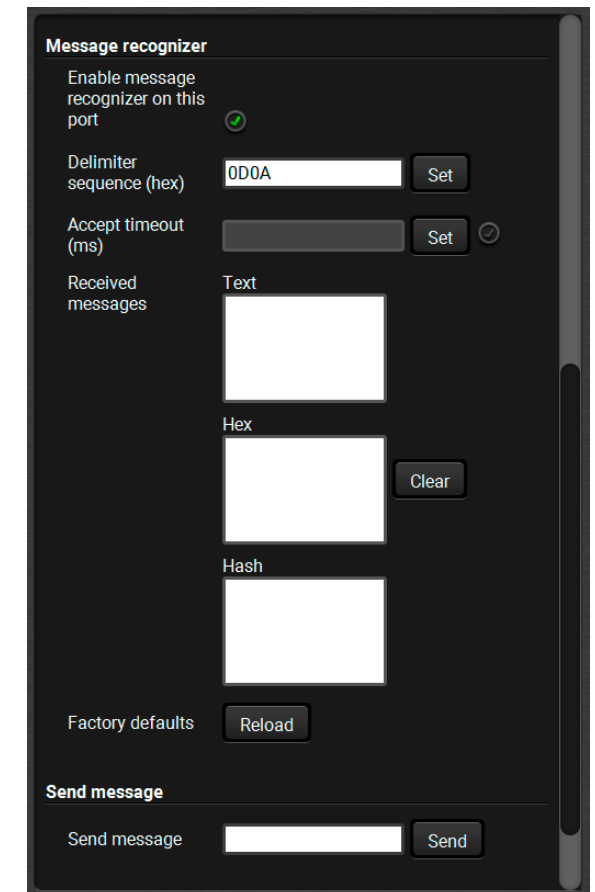 Message recognizer
Enable message
recognizer on this
port
Delimiter
sequence (hex)
0D0A
Set
Accept timeout
(ms)
Set
Received
messages
Text
Hex
Clear
Hash
Factory defaults
Reload
Send message
Send message
Send